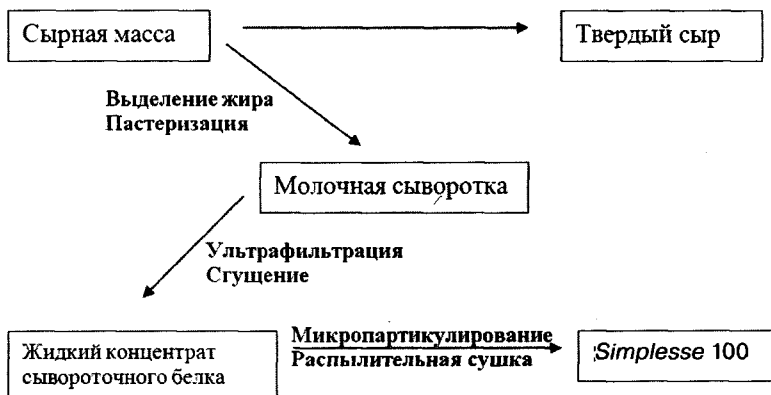 Сырная масса
Твердый сыр
Выделение жира
Пастеризация
Молочная сыворотка
Ультрафильтрация
Сгущение
Жидкий концентрат
сывороточного белка
Микропартикулирование
Распылительная сушка
Simplesse 100